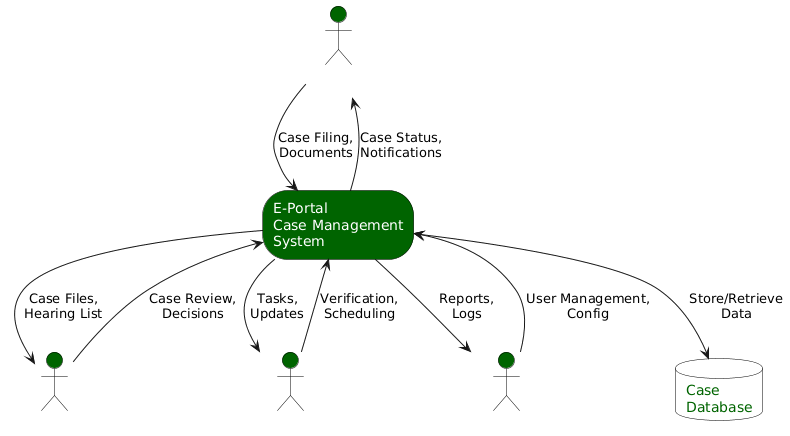 Case Filing,
Documents
Case Status,
Notifications
E-Portal
Case Management
System
Case Files,
Hearing List
Case Review,
Decisions
Tasks,
Updates
Verification,
Scheduling
Reports,
Logs
User Management,
Config
Store/Retrieve
Data
Case
Database